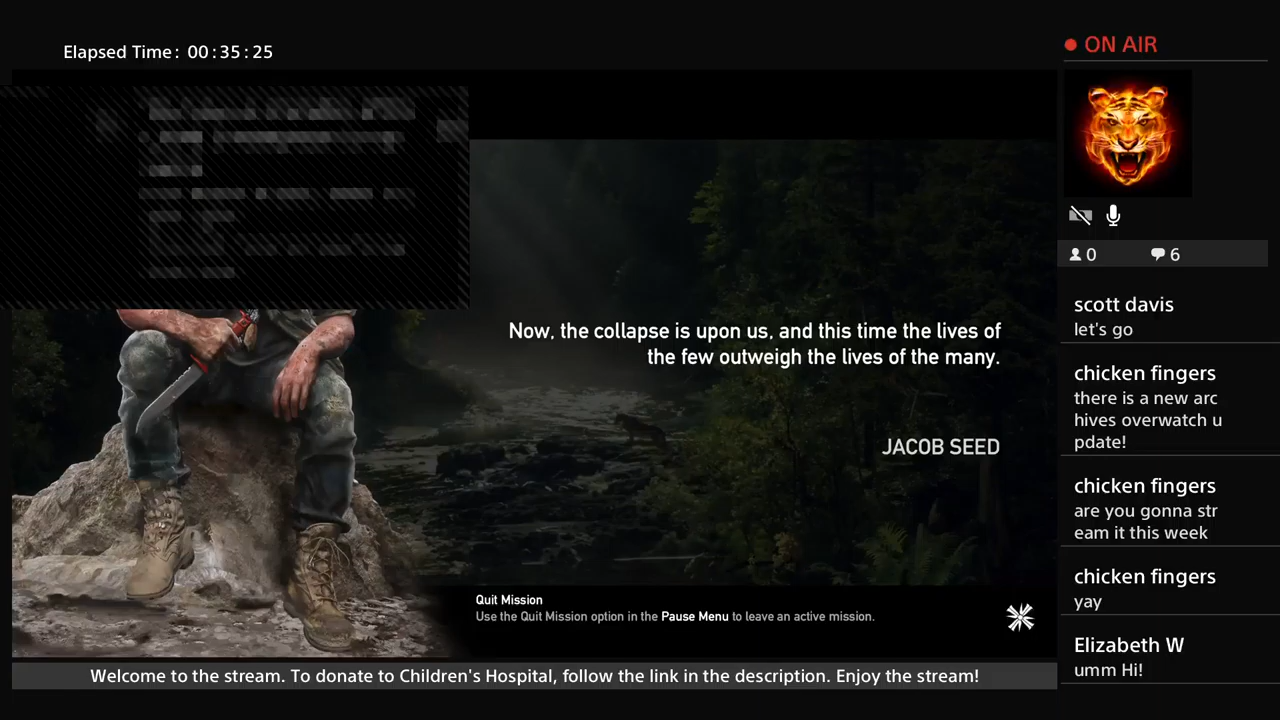 Elapsed Time: 00:35:25
ON AIR
0
6
Now, the collapse is upon us, and this time the lives of
the few outweigh the lives of the many.
JACOB SEED
Quit Mission
Use the Quit Mission option in the Pause Menu to leave an active mission.
Welcome to the stream. To donate to Children's Hospital, follow the link in the description. Enjoy the stream!
scott davis
let's go
chicken fingers
there is a new arc
hives overwatch u
pdate!
chicken fingers
are you gonna str
eam it this week
chicken fingers
yay
Elizabeth W
umm Hi!